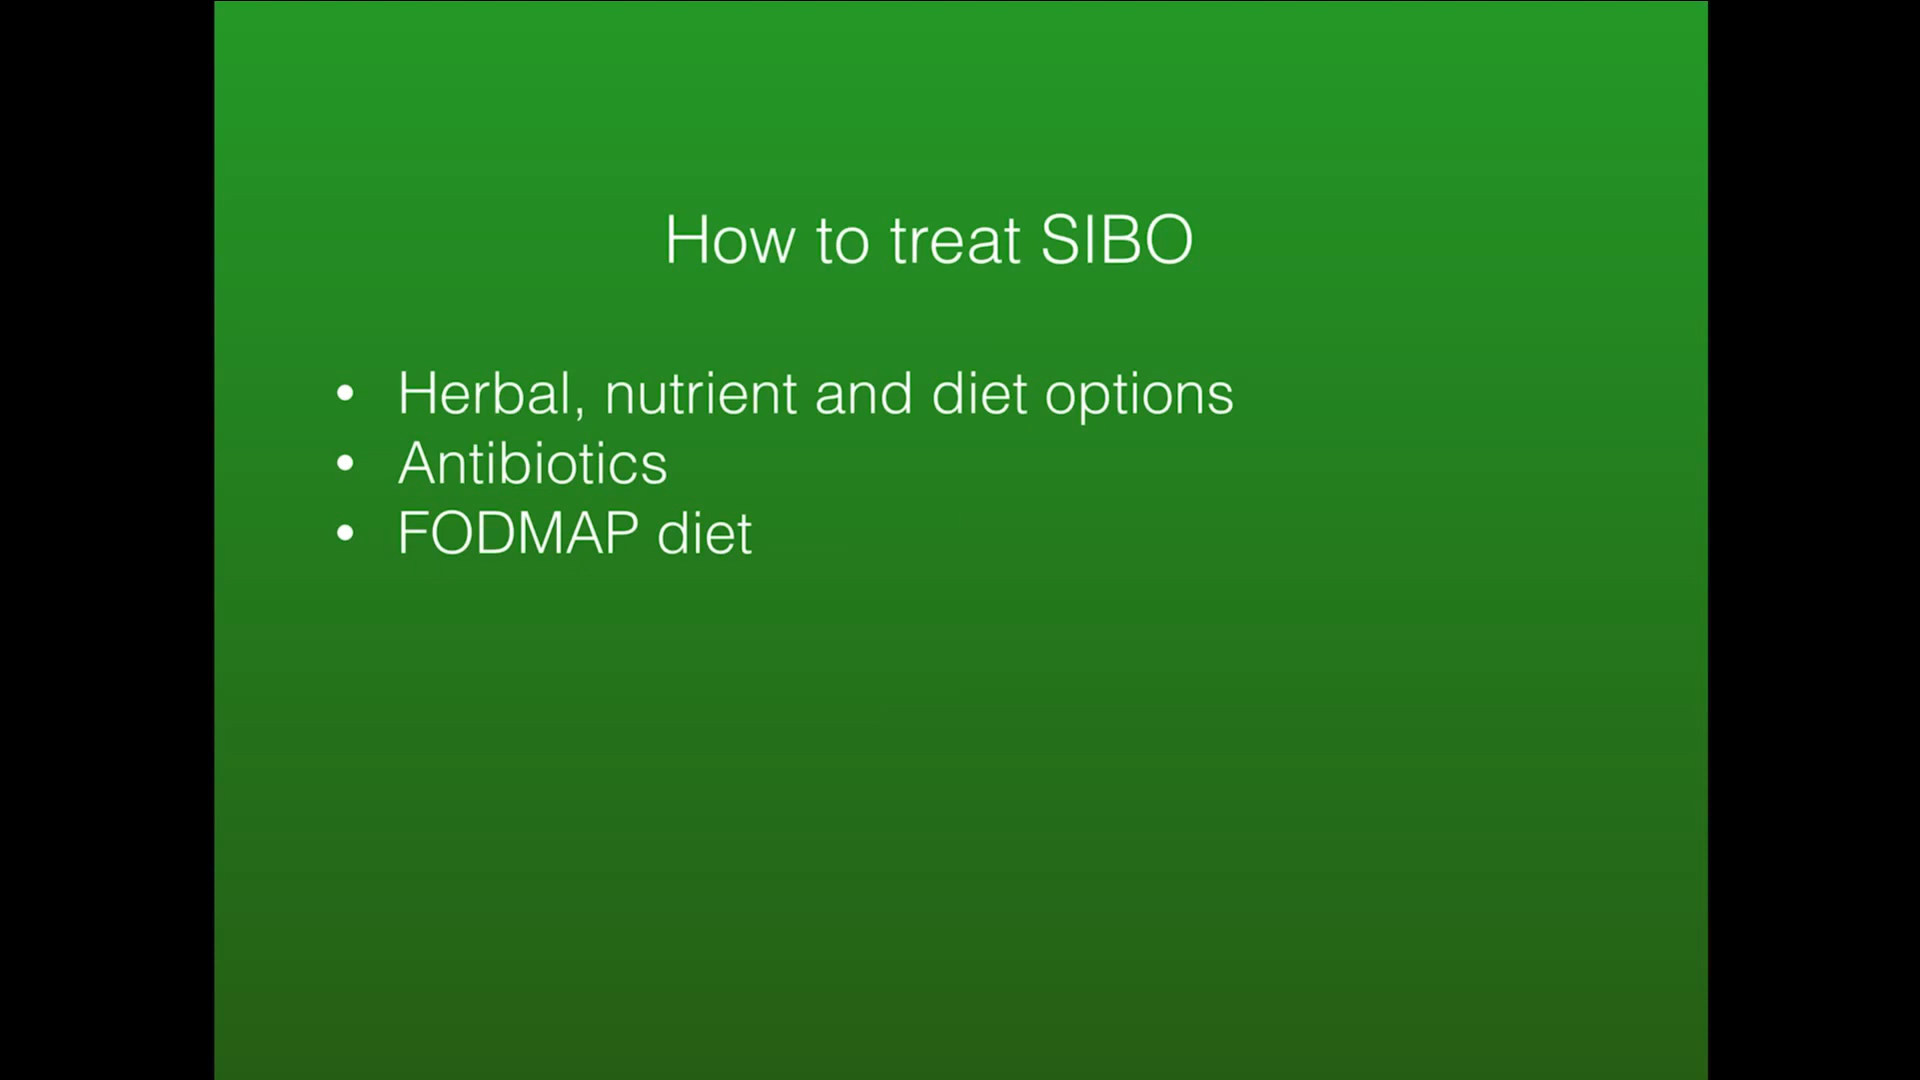 How to treat SIBO
• Herbal, nutrient and diet options
• Antibiotics
• FODMAP diet